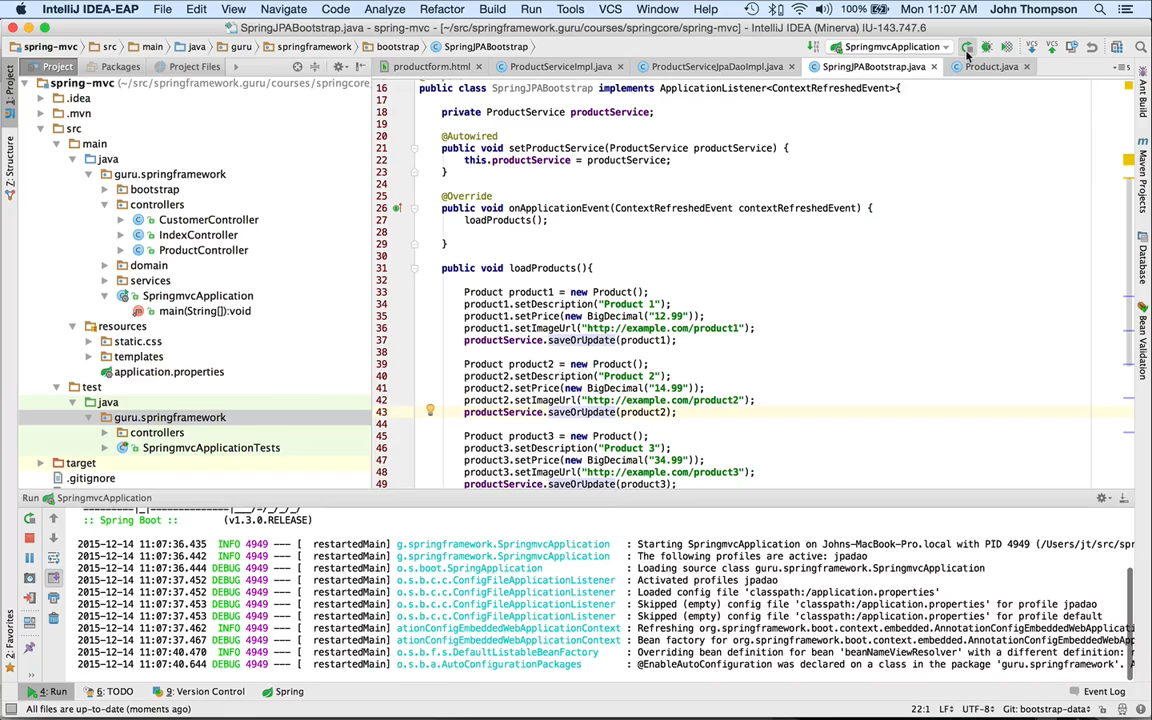 IntelliJ IDEA-EAP File Edit View Navigate Code Analyze Refactor Build Run Tools VCS Window Help 100% Mon 11:07 AM John Thompson
SpringJPABootstrap.java - spring-mvc - [~/src/springframework.guru/courses/springcore/spring-mvc] - IntelliJ IDEA (Minerva) IU-143.747.6
spring-mvc src main java guru springframework bootstrap SpringJPABootstrap SpringmvcApplication
Project Packages Project Files productform.html ProductServiceImpl.java ProductServiceJpaDaoImpl.java SpringJPABootstrap.java Product.java
spring-mvc (~/src/springframework.guru/courses/springcore
.idea
.mvn
src
main
java
guru.springframework
bootstrap
controllers
CustomerController
IndexController
ProductController
domain
services
SpringmvcApplication
main(String[]):void
resources
static.css
templates
application.properties
test
java
guru.springframework
controllers
SpringmvcApplicationTests
target
.gitignore
1: Project
7: Structure
2: Favorites
16 public class SpringJPABootstrap implements ApplicationListener<ContextRefreshedEvent>{
17
18 private ProductService productService;
19
20 @Autowired
21 public void setProductService(ProductService productService) {
22 this.productService = productService;
23 }
24
25 @Override
26 public void onApplicationEvent(ContextRefreshedEvent contextRefreshedEvent) {
27 loadProducts();
28
29 }
30
31 public void loadProducts(){
32
33 Product product1 = new Product();
34 product1.setDescription("Product 1");
35 product1.setPrice(new BigDecimal("12.99"));
36 product1.setImageUrl("http://example.com/product1");
37 productService.saveOrUpdate(product1);
38
39 Product product2 = new Product();
40 product2.setDescription("Product 2");
41 product2.setPrice(new BigDecimal("14.99"));
42 product2.setImageUrl("http://example.com/product2");
43 productService.saveOrUpdate(product2);
44
45 Product product3 = new Product();
46 product3.setDescription("Product 3");
47 product3.setPrice(new BigDecimal("34.99"));
48 product3.setImageUrl("http://example.com/product3");
49 productService.saveOrUpdate(product3);
Ant Build
Maven Projects
Database
Bean Validation
Run SpringmvcApplication
:: Spring Boot :: (v1.3.0.RELEASE)
2015-12-14 11:07:36.435 INFO 4949 --- [ restartedMain] g.springframework.SpringmvcApplication : Starting SpringmvcApplication on Johns-MacBook-Pro.local with PID 4949 (/Users/jt/src/spr
2015-12-14 11:07:36.442 INFO 4949 --- [ restartedMain] g.springframework.SpringmvcApplication : The following profiles are active: jpadao
2015-12-14 11:07:36.444 DEBUG 4949 --- [ restartedMain] o.s.boot.SpringApplication : Loading source class guru.springframework.SpringmvcApplication
2015-12-14 11:07:37.452 DEBUG 4949 --- [ restartedMain] o.s.b.c.c.ConfigFileApplicationListener : Activated profiles jpadao
2015-12-14 11:07:37.452 DEBUG 4949 --- [ restartedMain] o.s.b.c.c.ConfigFileApplicationListener : Loaded config file 'classpath:/application.properties'
2015-12-14 11:07:37.453 DEBUG 4949 --- [ restartedMain] o.s.b.c.c.ConfigFileApplicationListener : Skipped (empty) config file 'classpath:/application.properties' for profile jpadao
2015-12-14 11:07:37.453 DEBUG 4949 --- [ restartedMain] o.s.b.c.c.ConfigFileApplicationListener : Skipped (empty) config file 'classpath:/application.properties' for profile default
2015-12-14 11:07:37.462 INFO 4949 --- [ restartedMain] ationConfigEmbeddedWebApplicationContext : Refreshing org.springframework.boot.context.embedded.AnnotationConfigEmbeddedWebApplicati
2015-12-14 11:07:37.467 DEBUG 4949 --- [ restartedMain] ationConfigEmbeddedWebApplicationContext : Bean factory for org.springframework.boot.context.embedded.AnnotationConfigEmbeddedWebApp
2015-12-14 11:07:40.470 INFO 4949 --- [ restartedMain] o.s.b.f.s.DefaultListableBeanFactory : Overriding bean definition for bean 'beanNameViewResolver' with a different definition: r
2015-12-14 11:07:40.644 DEBUG 4949 --- [ restartedMain] o.s.b.a.AutoConfigurationPackages : @EnableAutoConfiguration was declared on a class in the package 'guru.springframework'.
4: Run 6: TODO 9: Version Control Spring Event Log
All files are up-to-date (moments ago) 22:1 LF UTF-8 Git: bootstrap-data